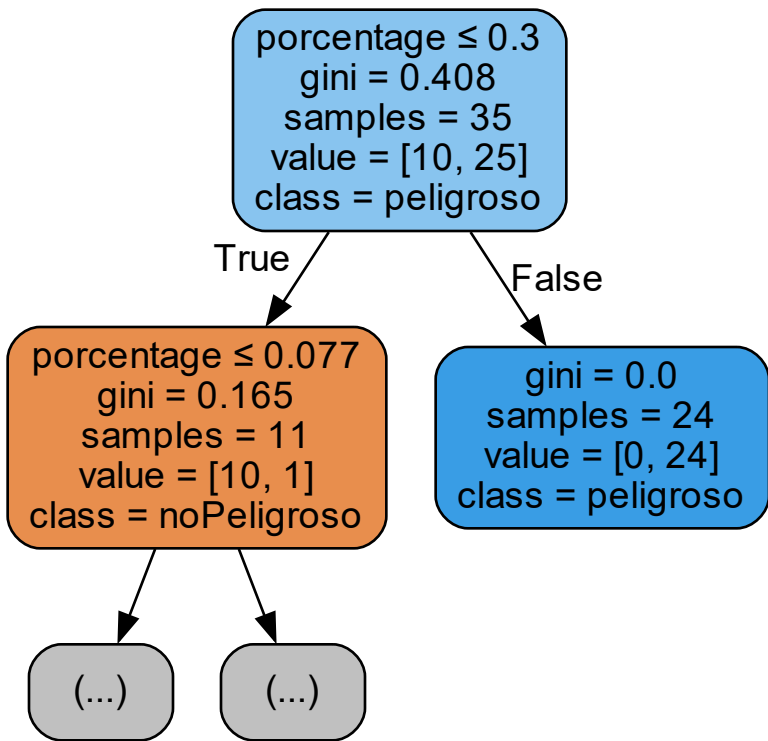 porcentage ≤ 0.3
gini = 0.408
samples = 35
value = [10, 25]
class = peligroso
True
False
porcentage ≤ 0.077
gini = 0.165
samples = 11
value = [10, 1]
class = noPeligroso
gini = 0.0
samples = 24
value = [0, 24]
class = peligroso
(...)
(...)